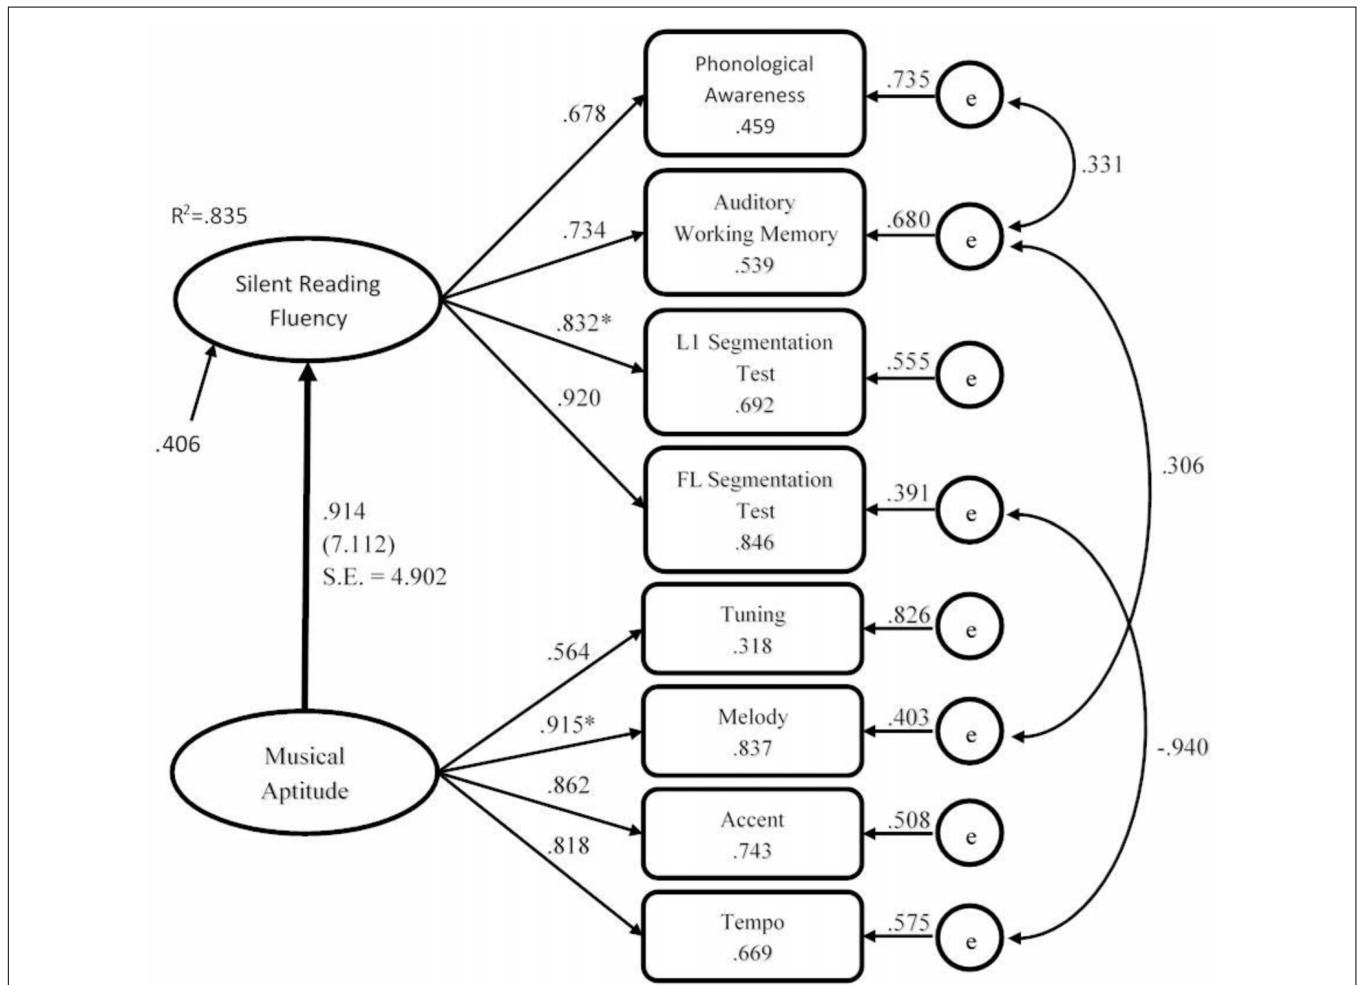 Phonological
Awareness
.459
.735
e
.678
.331
Auditory
Working Memory
.539
.680
e
R²=.835
.734
Silent Reading
Fluency
.832*
L1 Segmentation
Test
.692
.555
e
.920
.406
FL Segmentation
Test
.846
.391
e
.306
.914
(7.112)
S.E. = 4.902
Tuning
.318
.826
e
.564
Melody
.837
.403
e
.915*
-.940
Musical
Aptitude
.862
Accent
.743
.508
e
.818
Tempo
.669
.575
e